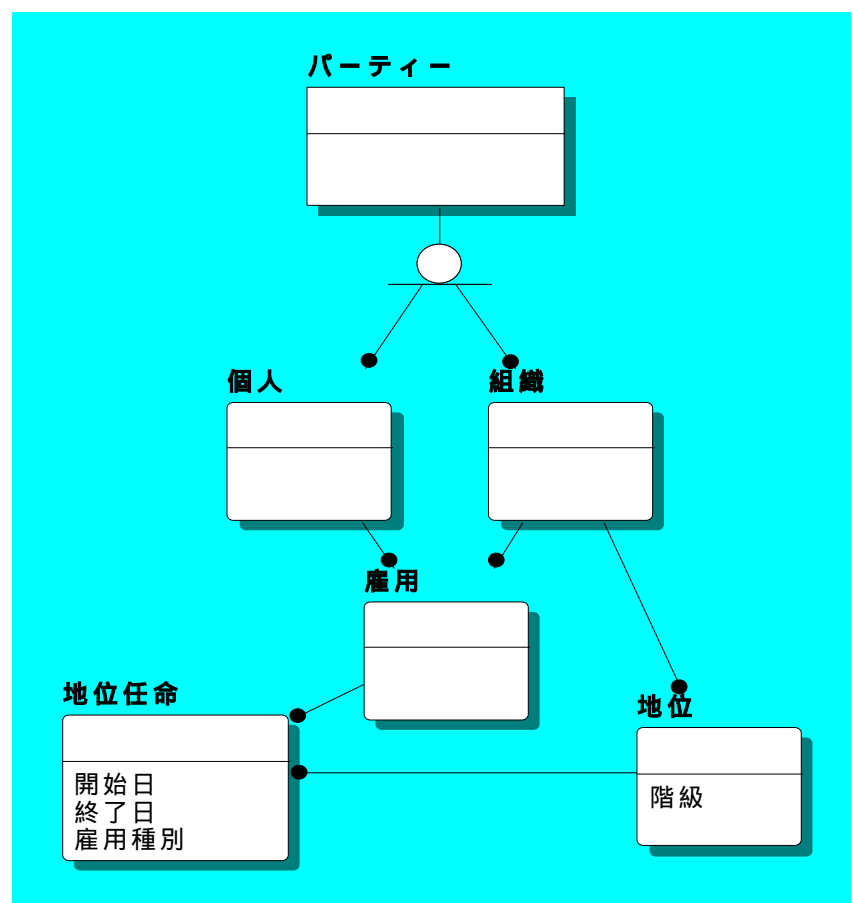 パーティー
個人
組織
雇用
地位任命
開始日
終了日
雇用種別
地位
階級